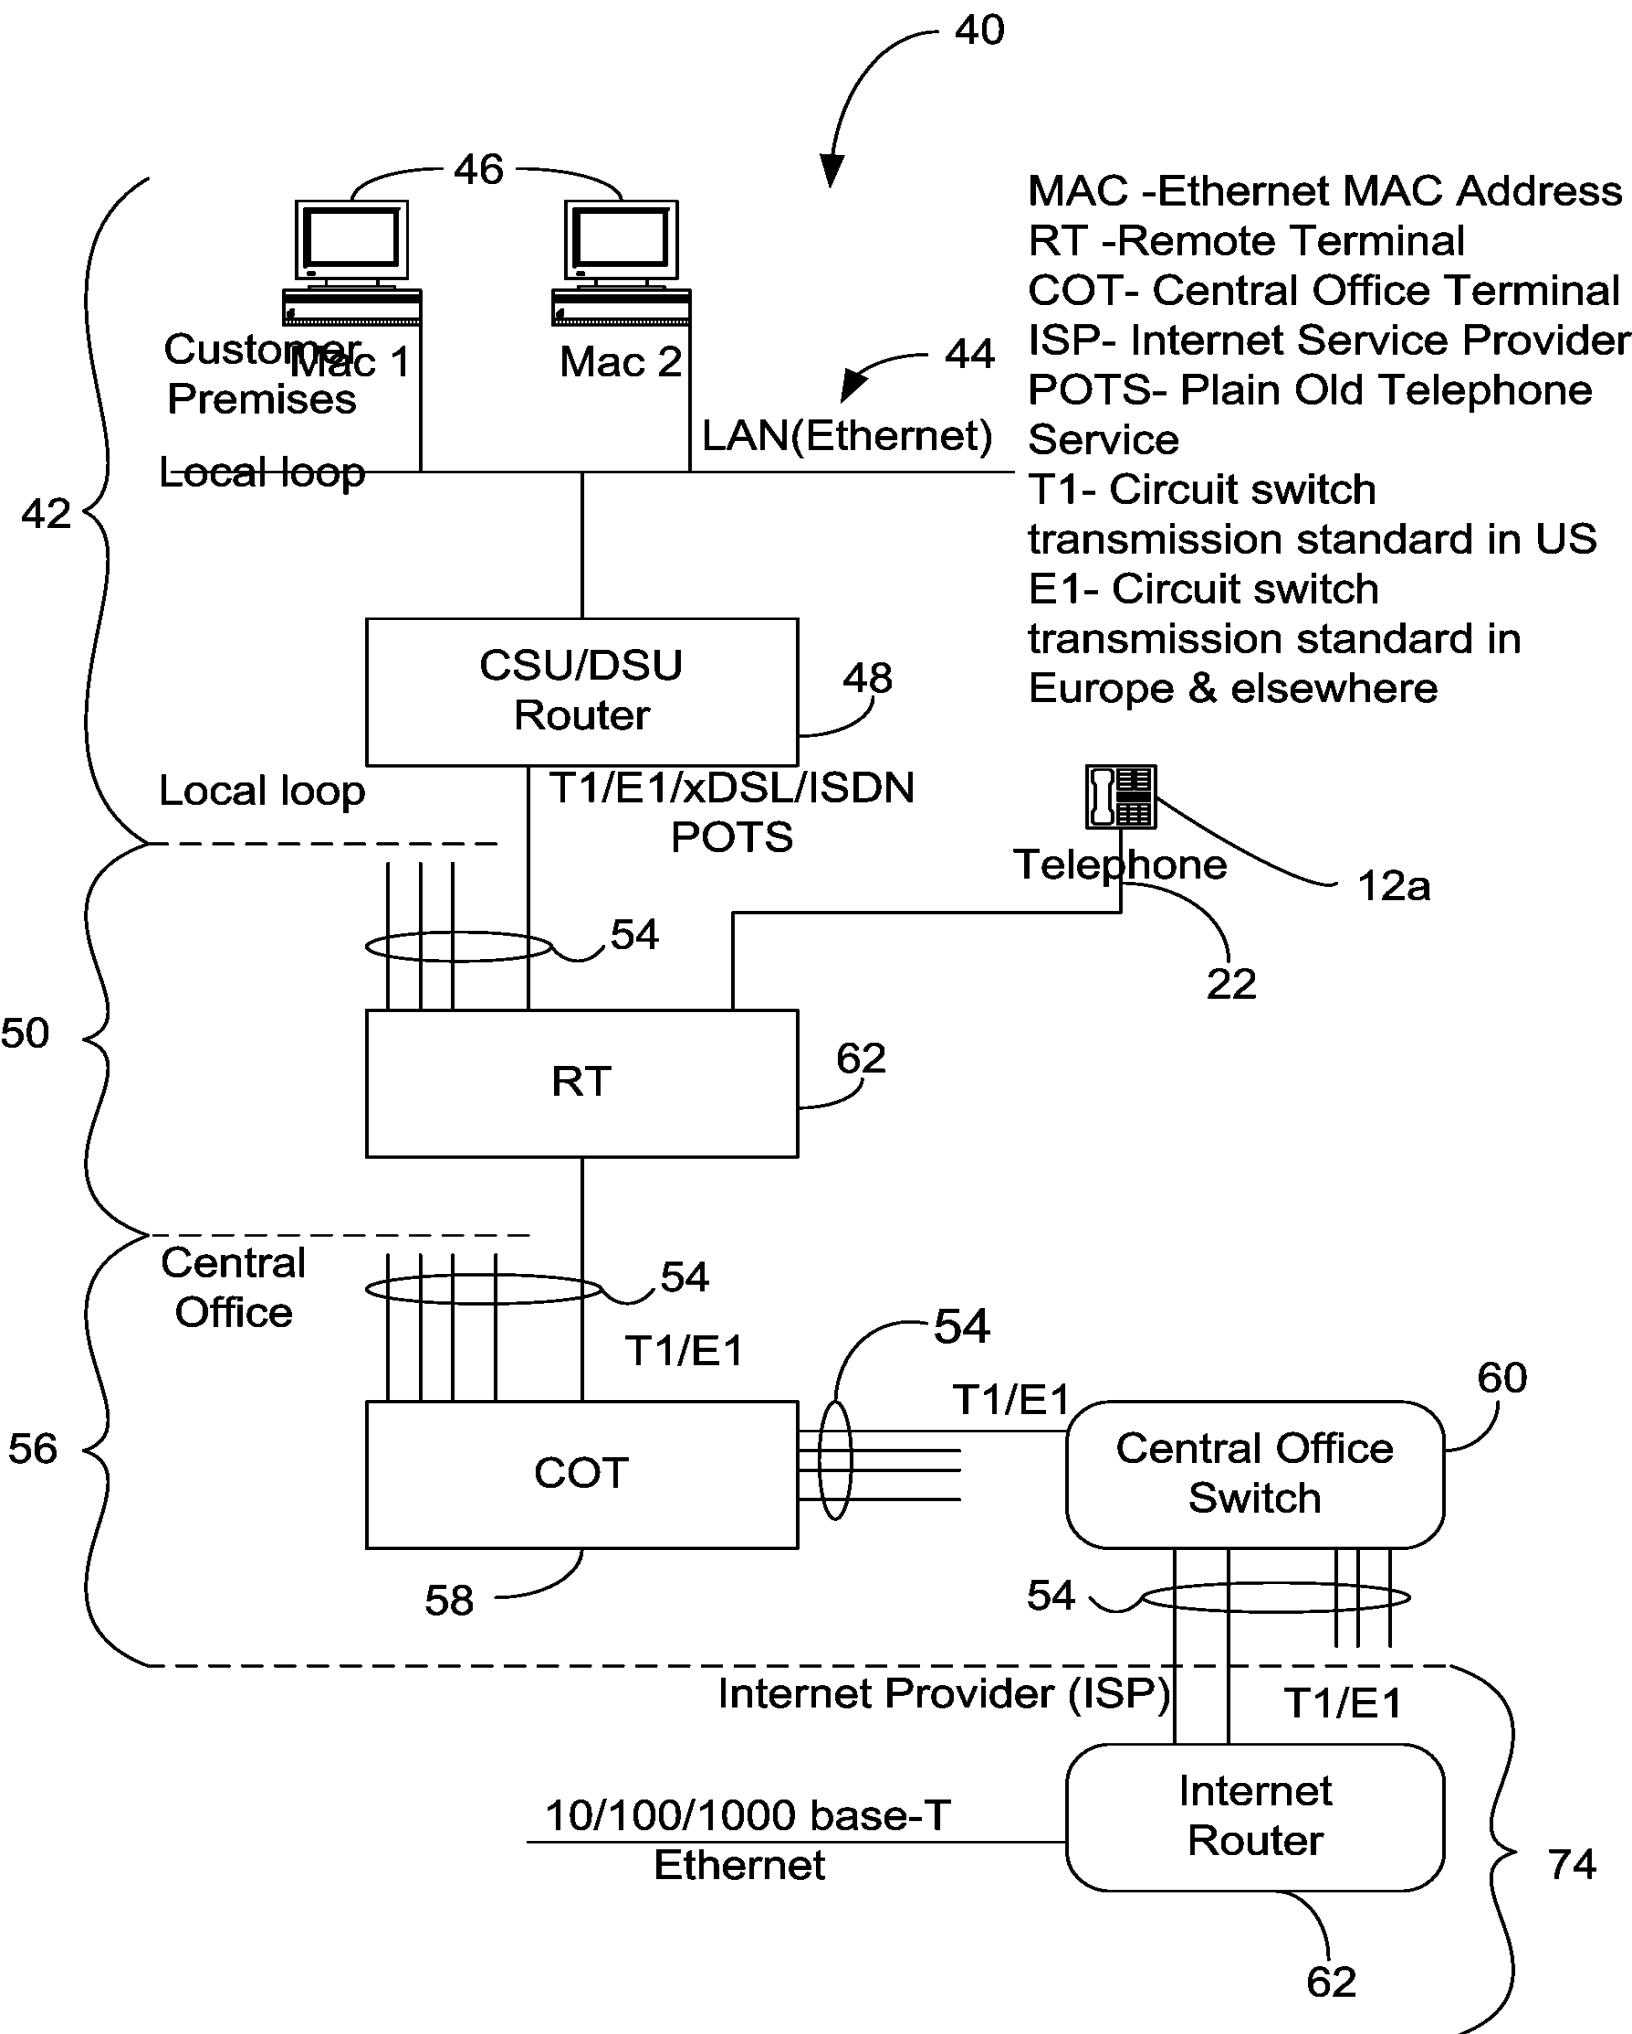 40
46
MAC -Ethernet MAC Address
RT -Remote Terminal
COT- Central Office Terminal
ISP- Internet Service Provider
POTS- Plain Old Telephone
Service
T1- Circuit switch
transmission standard in US
E1- Circuit switch
transmission standard in
Europe & elsewhere
Customer
Premises
Mac 1
Mac 2
44
LAN(Ethernet)
Local loop
42
CSU/DSU
Router
48
Local loop
T1/E1/xDSL/ISDN
POTS
Telephone
12a
54
22
50
RT
62
Central
Office
54
T1/E1
54
T1/E1
60
56
COT
Central Office
Switch
58
54
Internet Provider (ISP)
T1/E1
Internet
Router
10/100/1000 base-T
Ethernet
74
62